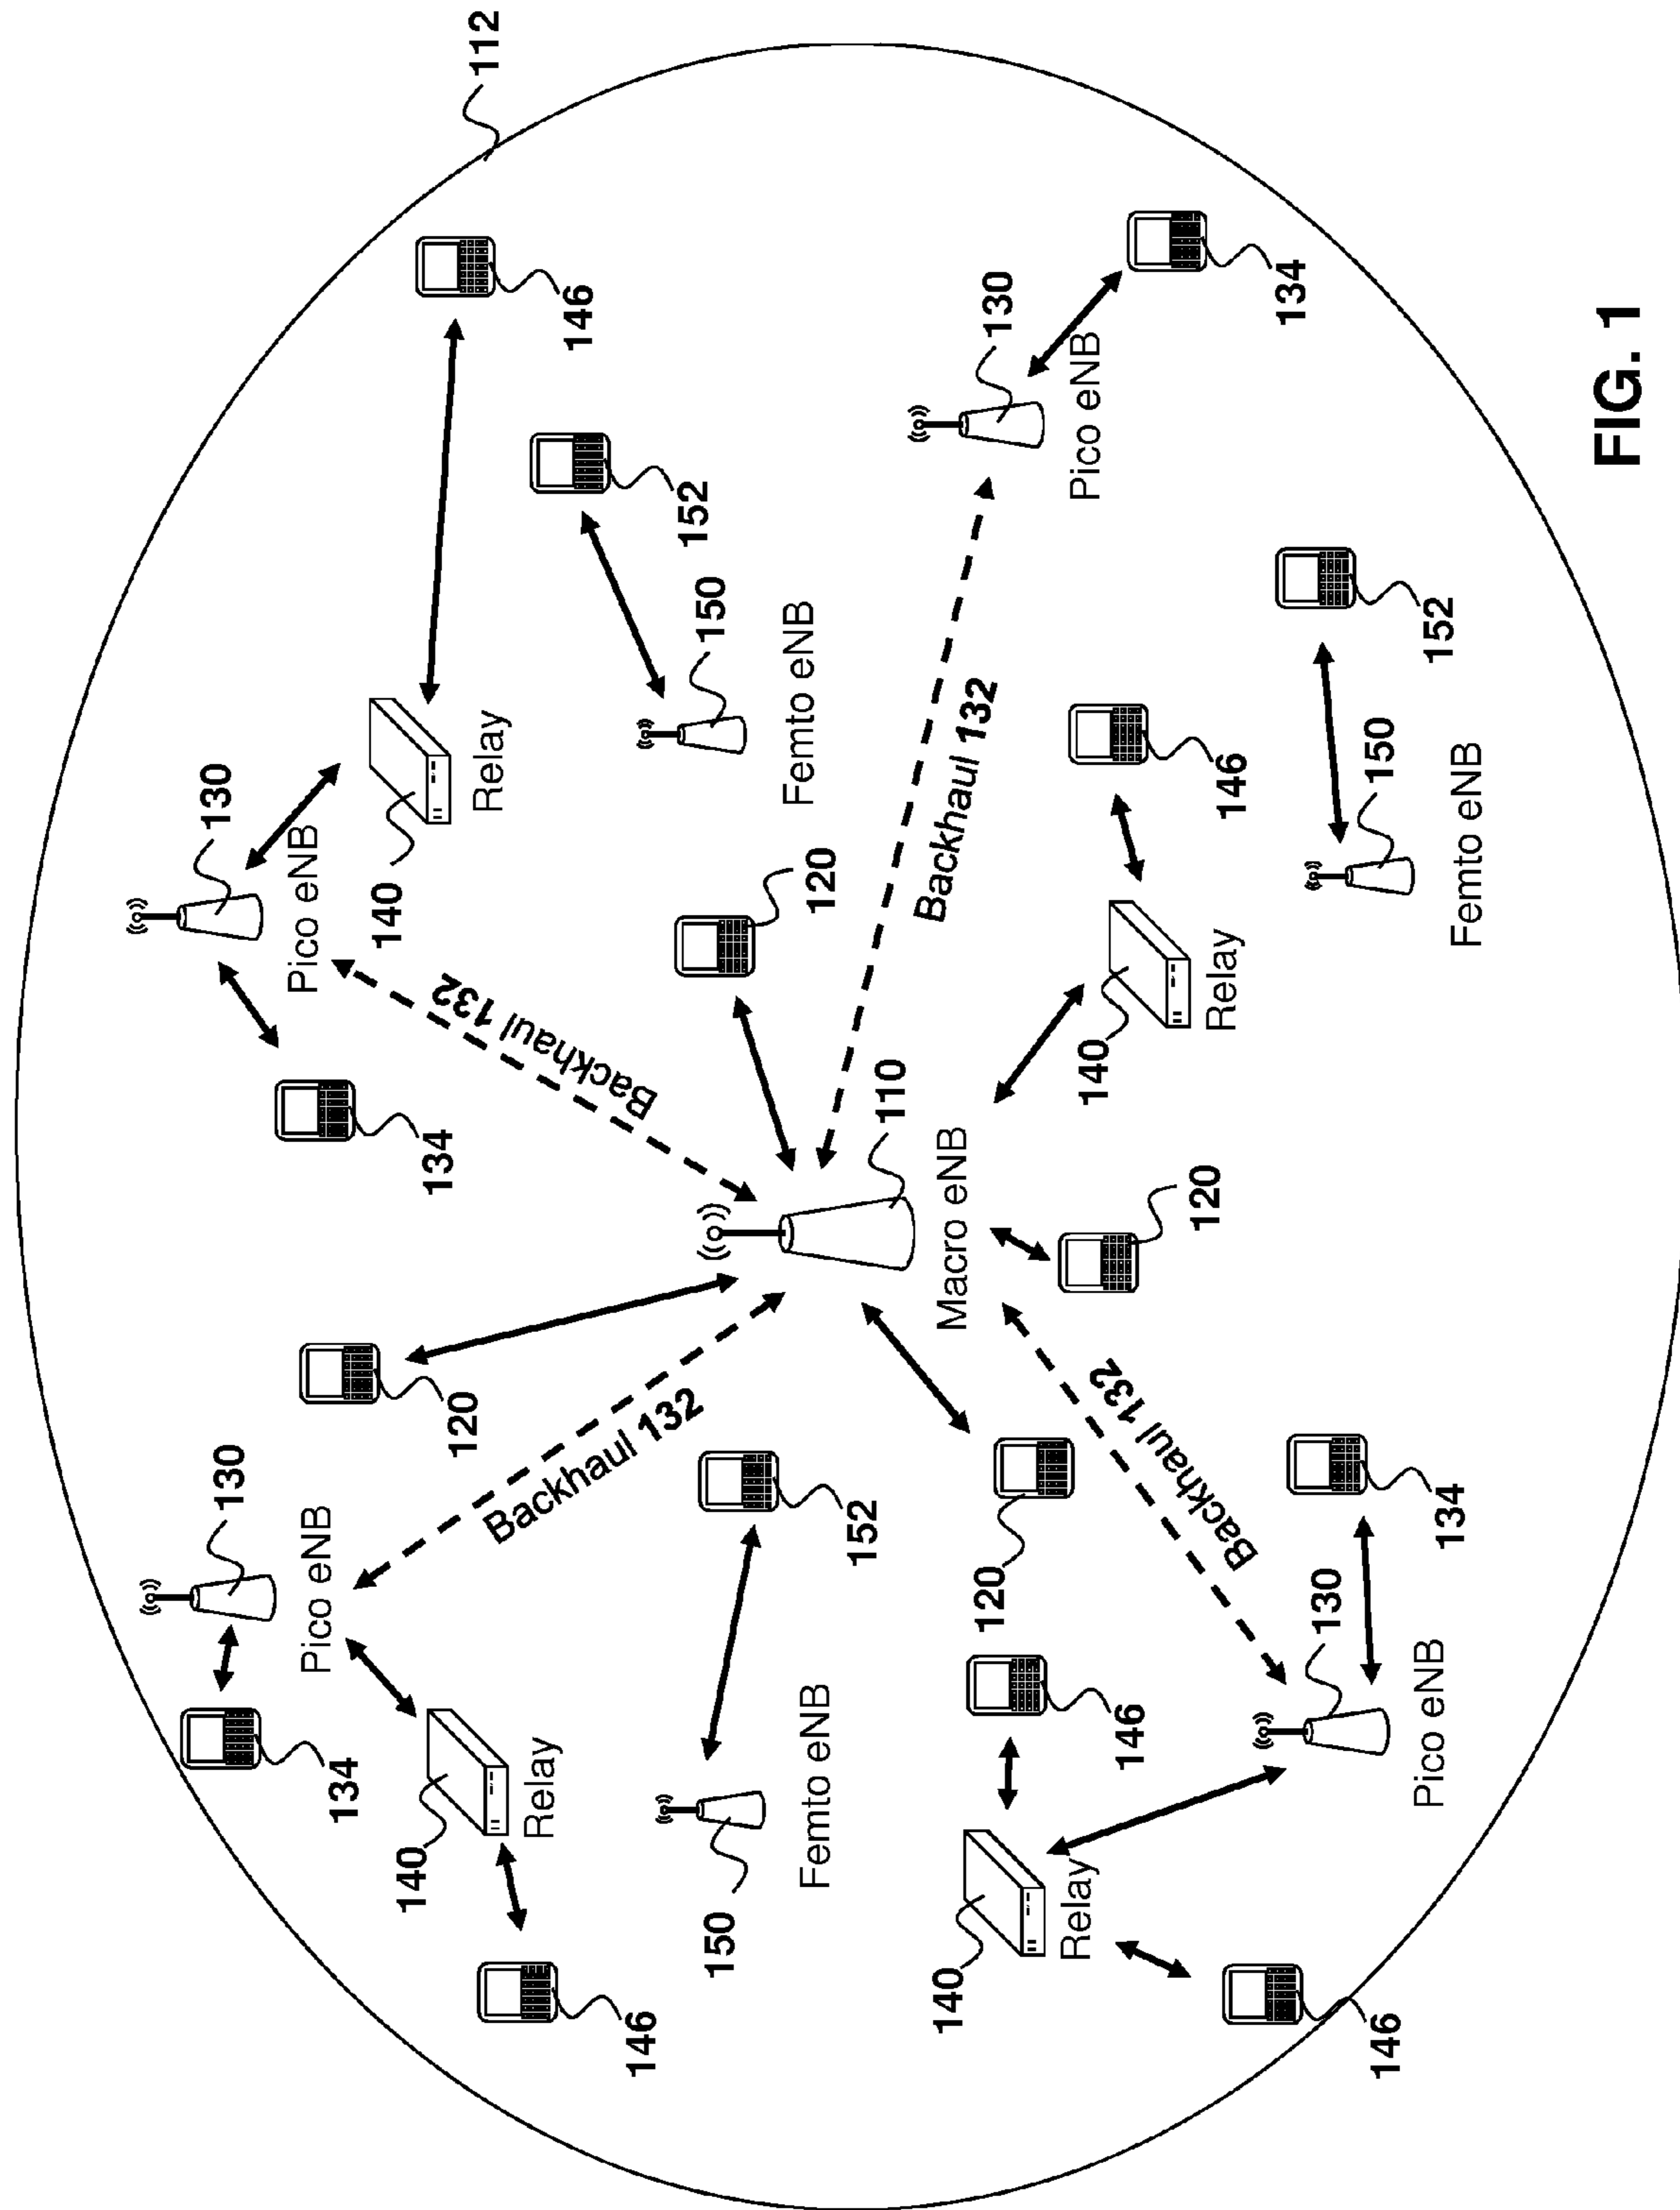 112
130
130
Pico eNB
Pico eNB
134
140
140
134
120
Relay
Relay
Backhaul 132
146
Backhaul 132
146
152
150
150
Femto eNB
Femto eNB
120
152
110
140
Macro eNB
Backhaul 132
120
130
Relay
Pico eNB
140
146
Backhaul 132
120
Relay
146
134
130
150
146
Pico eNB
152
134
Femto eNB
FIG. 1